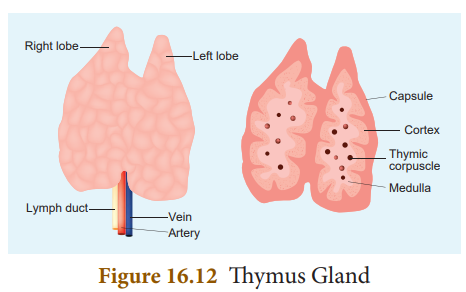 Right lobe
Left lobe
Lymph duct
Vein
Artery
Capsule
Cortex
Thymic
corpuscle
Medulla
Figure 16.12 Thymus Gland